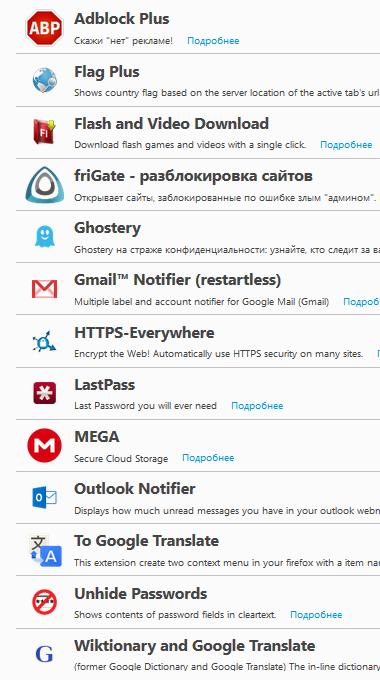 ABP
Adblock Plus
Скажи "нет" рекламе! Подробнее
Flag Plus
Shows country flag based on the server location of the active tab's url
Flash and Video Download
Download flash games and videos with a single click. Подробнее
friGate - разблокировка сайтов
Открывает сайты, заблокированные по ошибке злым "админом".
Ghostery
Ghostery на страже конфиденциальности: узнайте, кто следит за ва
Gmail™ Notifier (restartless)
Multiple label and account notifier for Google Mail (Gmail) Подроб
HTTPS-Everywhere
Encrypt the Web! Automatically use HTTPS security on many sites.
LastPass
Last Password you will ever need Подробнее
M
MEGA
Secure Cloud Storage Подробнее
Outlook Notifier
Displays how much unread messages you have in your outlook webm
文 A
To Google Translate
This extension create two context menu in your firefox with a item nam
Unhide Passwords
Shows contents of password fields in cleartext. Подробнее
G
Wiktionary and Google Translate
(former Google Dictionary and Google Translate) The in-line dictionary